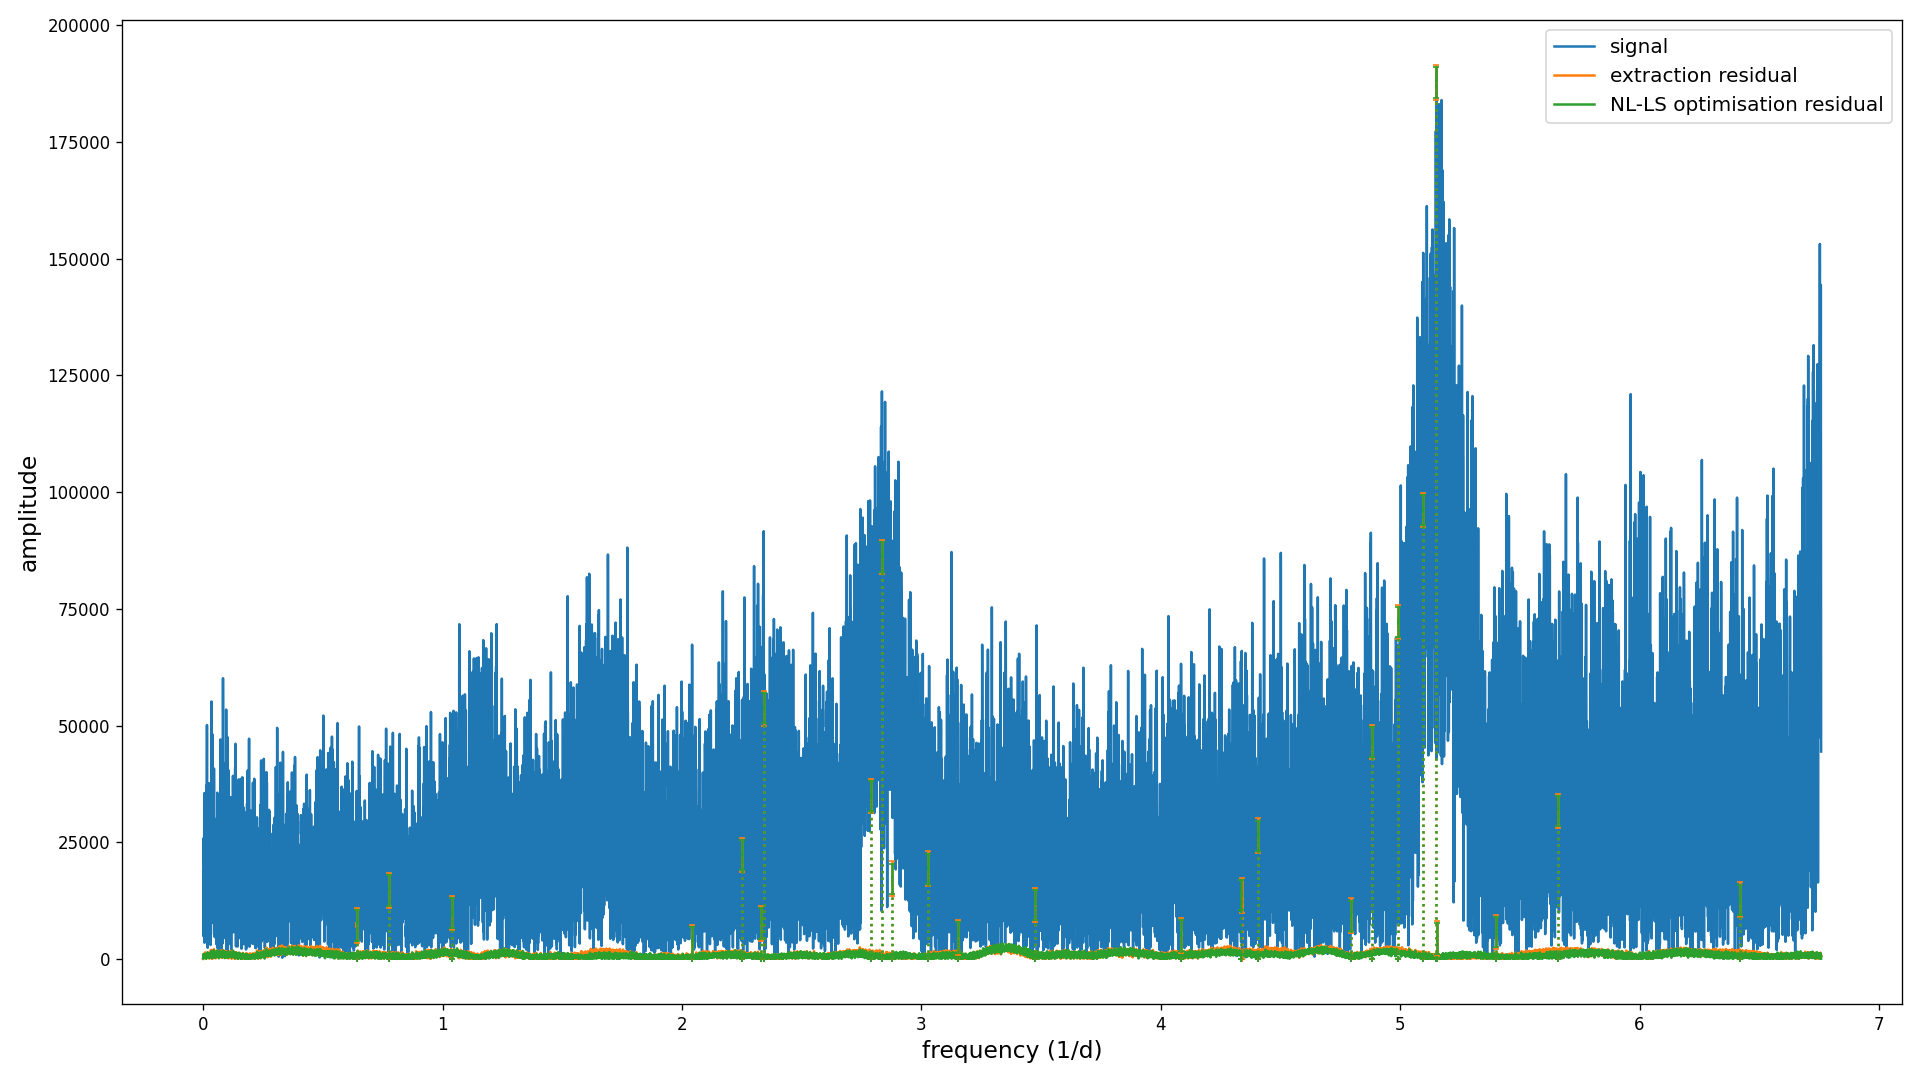 200000
175000
150000
125000
100000
75000
50000
25000
0
amplitude
signal
extraction residual
NL-LS optimisation residual
0 1 2 3 4 5 6 7
frequency (1/d)